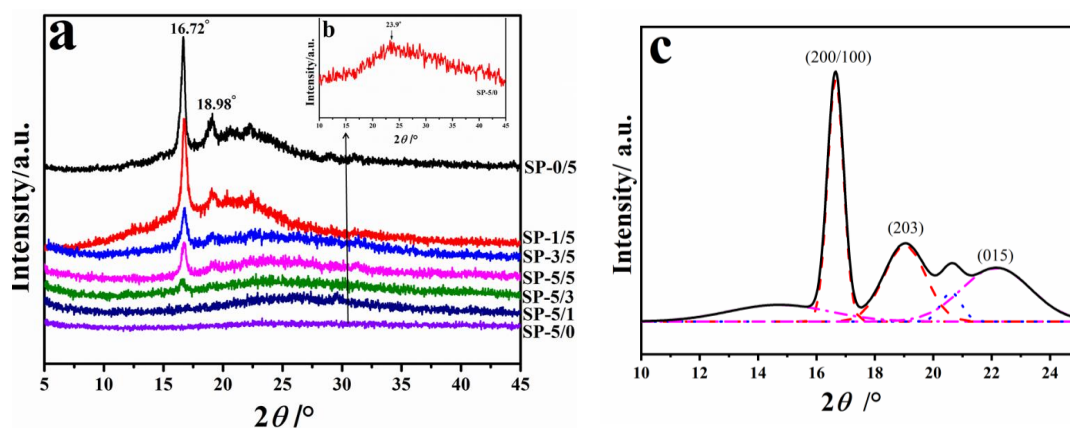 a
16.72°
18.98°
b
23.9°
Intensity/a.u.
SP-5/0
10 15 20 25 30 35 40 45
2θ /°
Intensity/a.u.
SP-0/5
SP-1/5
SP-3/5
SP-5/5
SP-5/3
SP-5/1
SP-5/0
5 10 15 20 25 30 35 40 45
2θ /°
c
(200/100)
(203)
(015)
Intensity/ a.u.
10 12 14 16 18 20 22 24
2θ /°